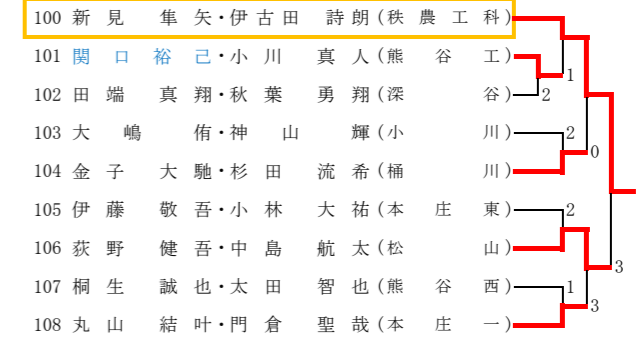 100 新見 隼矢・伊古田 詩朗(秩農工科)
101 関口裕己・小川 真人(熊谷工) 1
102 田端 真翔・秋葉 勇翔(深谷) 2
103 大嶋 侑・神山 輝(小川) 2
0
104 金子 大馳・杉田 流希(桶川)
105 伊藤 敬吾・小林 大祐(本庄東) 2
106 荻野 健吾・中島 航太(松山)
3
107 桐生 誠也・太田 智也(熊谷西) 1
3
108 丸山 結叶・門倉 聖哉(本庄一)